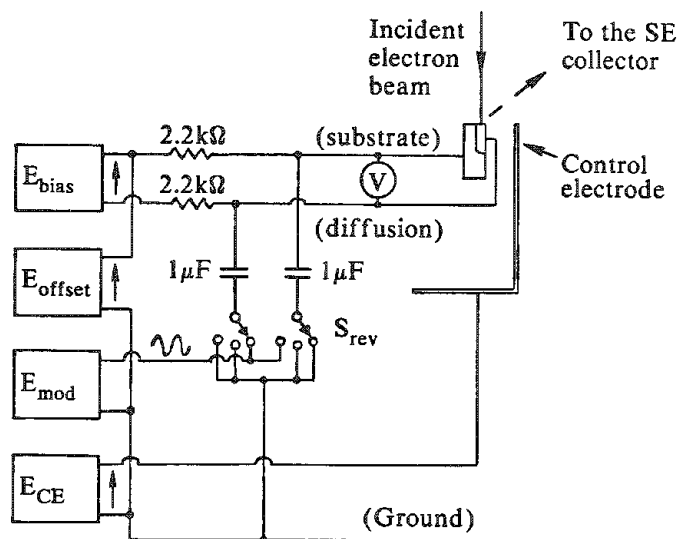 Incident
electron
beam
To the SE
collector
2.2kΩ
(substrate)
E_bias
2.2kΩ
V
Control
electrode
(diffusion)
E_offset
1μF
1μF
S_rev
E_mod
E_CE
(Ground)